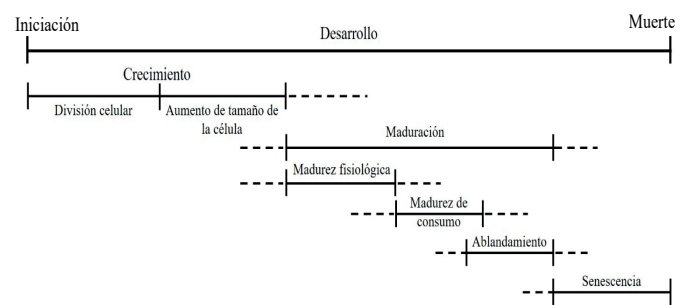 Iniciación
Muerte
Desarrollo
Crecimiento
División celular
Aumento de tamaño de
la célula
Maduración
Madurez fisiológica
Madurez de
consumo
Ablandamiento
Senescencia